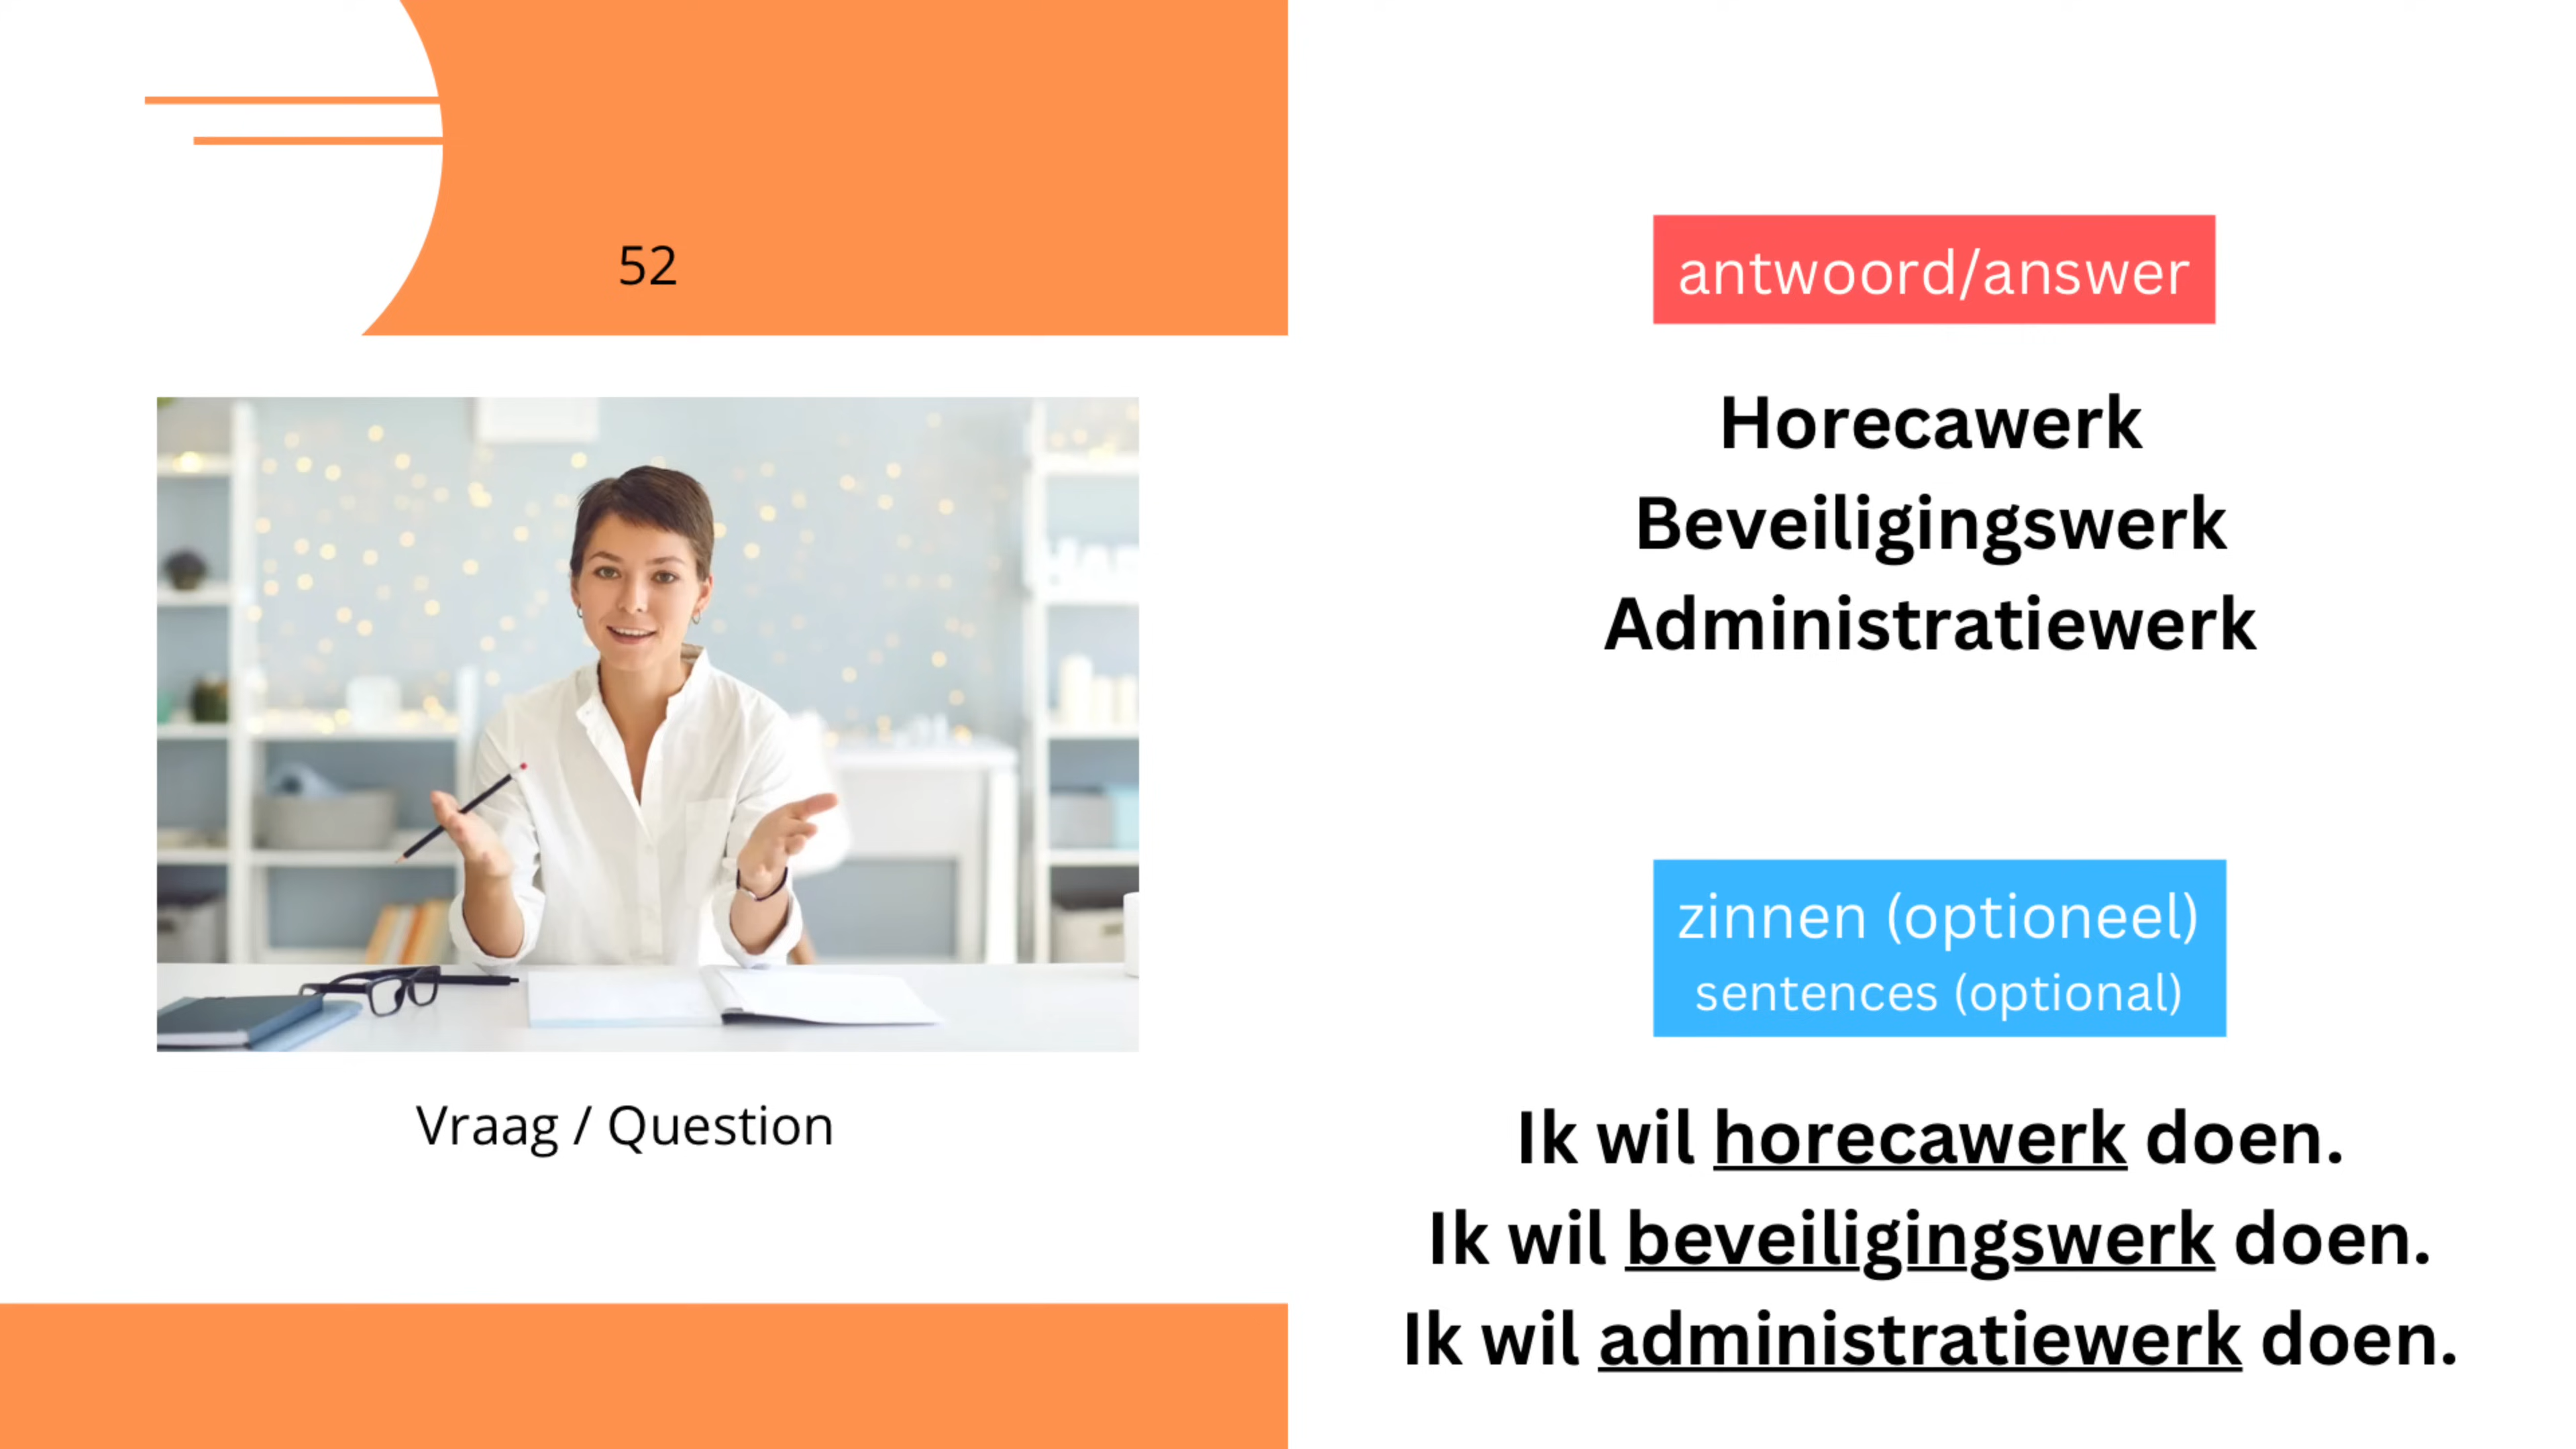 52
Vraag / Question
antwoord/answer
Horecawerk
Beveiligingswerk
Administratiewerk
zinnen (optioneel)
sentences (optional)
Ik wil horecawerk doen.
Ik wil beveiligingswerk doen.
Ik wil administratiewerk doen.